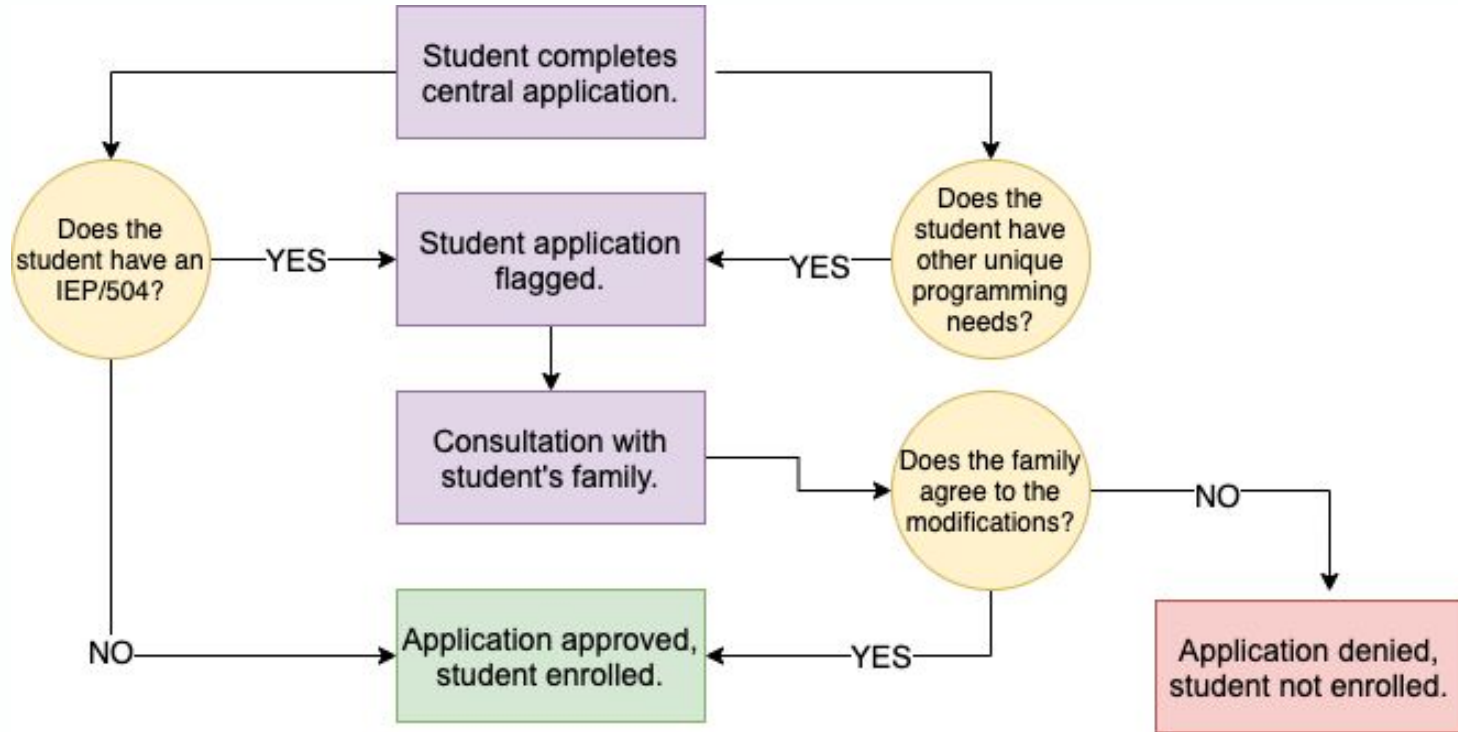 Student completes
central application.
Does the
student have an
IEP/504?
YES
Student application
flagged.
YES
Does the
student have
other unique
programming
needs?
Consultation with
student's family.
Does the family
agree to the
modifications?
NO
NO
Application approved,
student enrolled.
YES
Application denied,
student not enrolled.